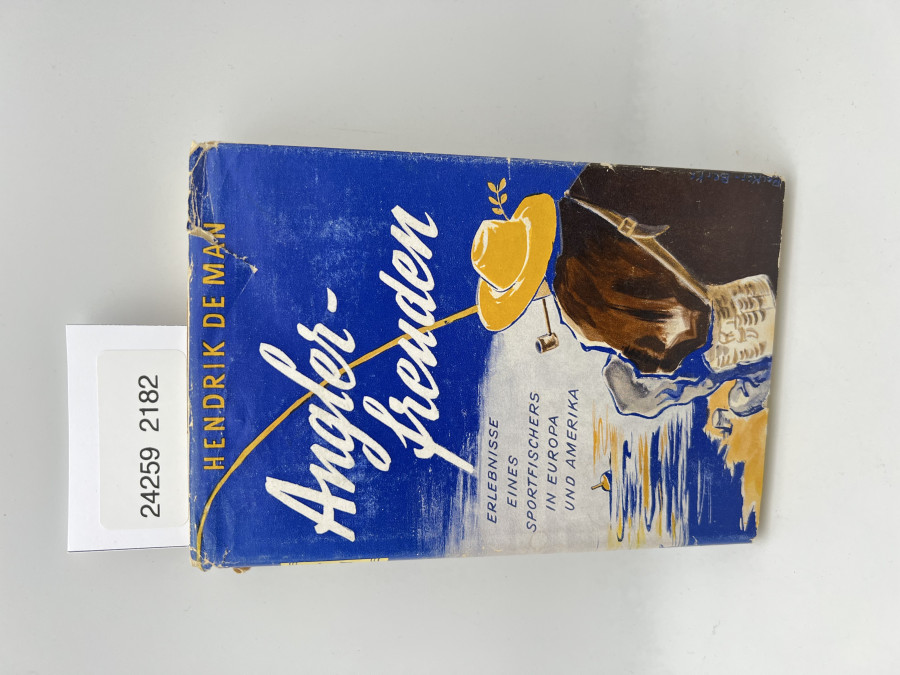 HENDRIK DE MAN
Angler-
freuden
ERLEBNISSE
EINES
SPORTFISCHERS
IN EUROPA
UND AMERIKA
24259 2182